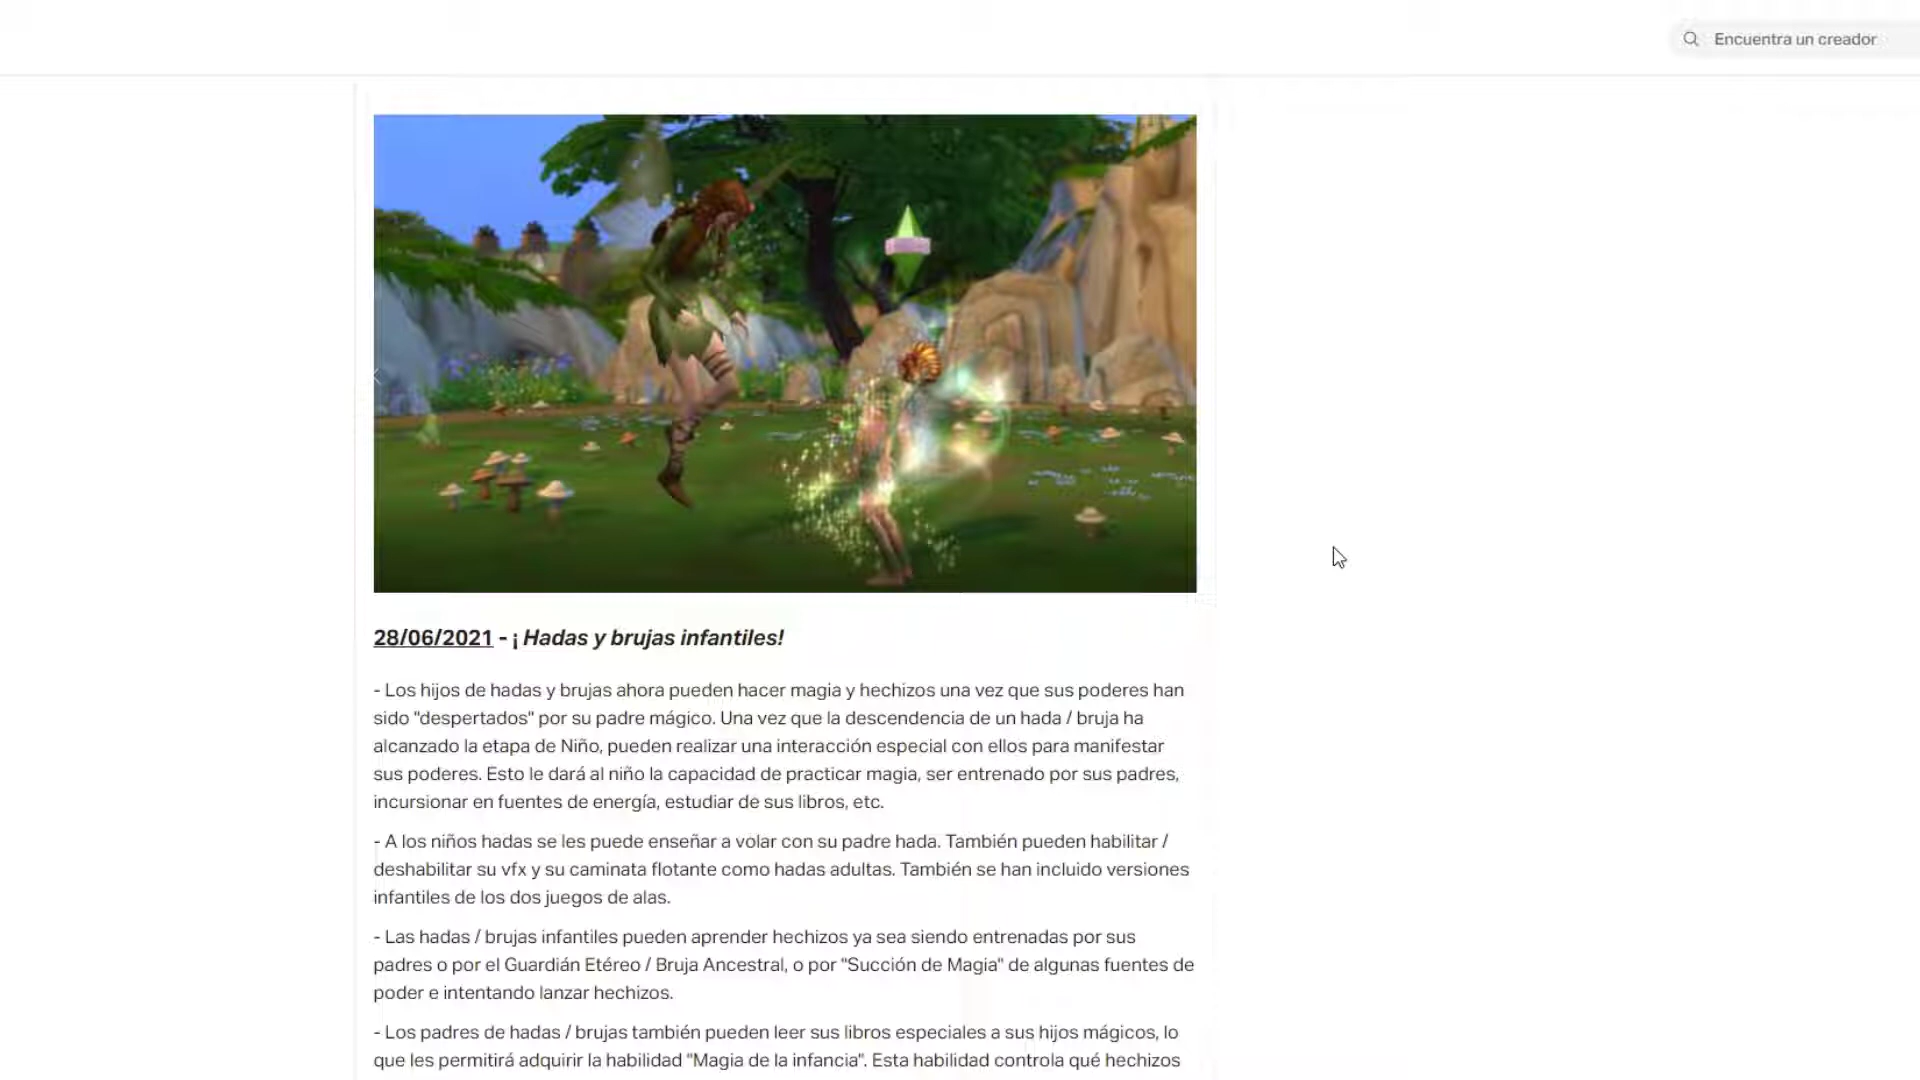 Encuentra un creador
28/06/2021 - ¡ Hadas y brujas infantiles!
- Los hijos de hadas y brujas ahora pueden hacer magia y hechizos una vez que sus poderes han
sido "despertados" por su padre mágico. Una vez que la descendencia de un hada / bruja ha
alcanzado la etapa de Niño, pueden realizar una interacción especial con ellos para manifestar
sus poderes. Esto le dará al niño la capacidad de practicar magia, ser entrenado por sus padres,
incursionar en fuentes de energía, estudiar de sus libros, etc.
- A los niños hadas se les puede enseñar a volar con su padre hada. También pueden habilitar /
deshabilitar su vfx y su caminata flotante como hadas adultas. También se han incluido versiones
infantiles de los dos juegos de alas.
- Las hadas / brujas infantiles pueden aprender hechizos ya sea siendo entrenadas por sus
padres o por el Guardián Etéreo / Bruja Ancestral, o por "Succión de Magia" de algunas fuentes de
poder e intentando lanzar hechizos.
- Los padres de hadas / brujas también pueden leer sus libros especiales a sus hijos mágicos, lo
que les permitirá adquirir la habilidad "Magia de la infancia". Esta habilidad controla qué hechizos